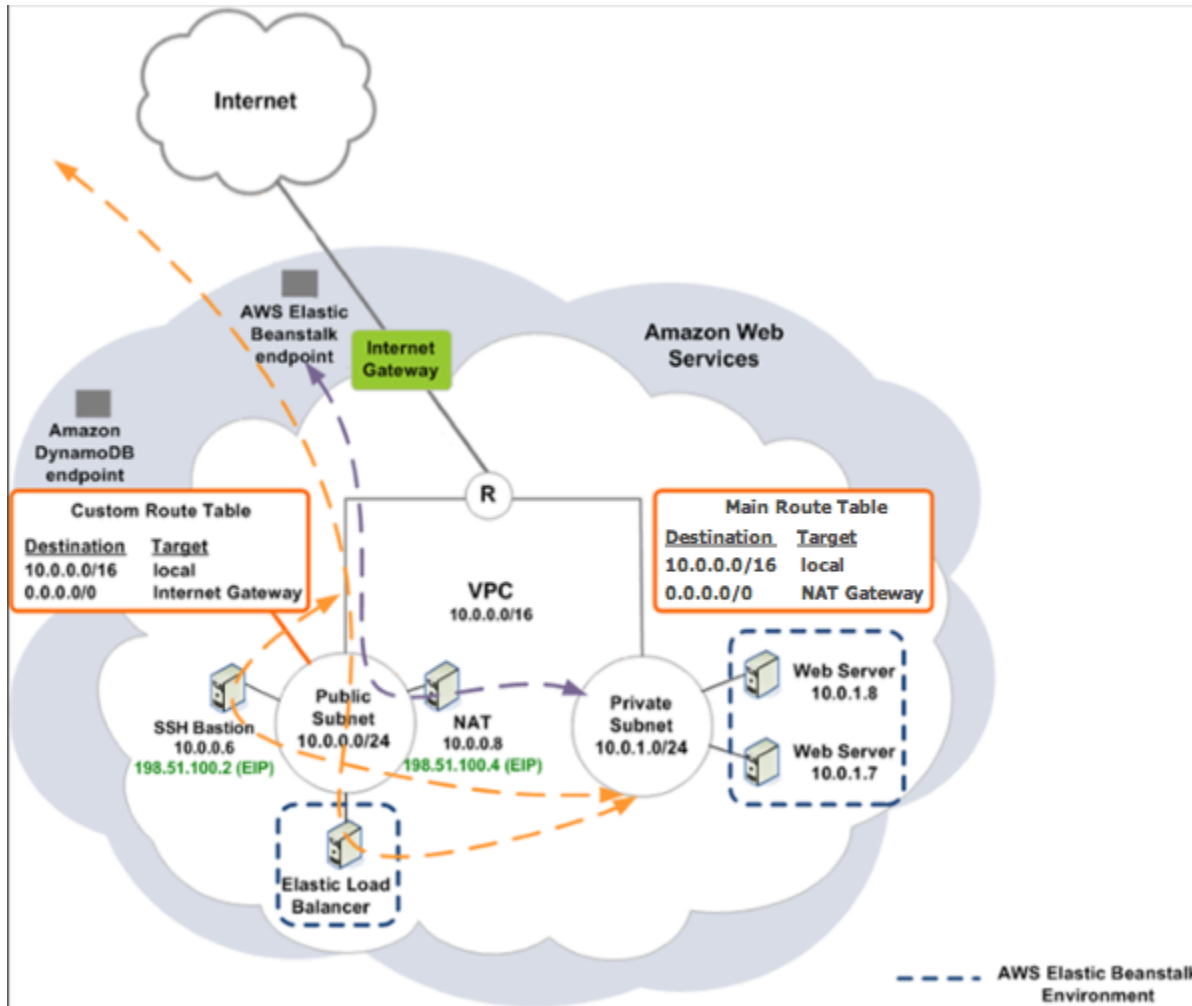 Internet
AWS Elastic
Beanstalk
endpoint
Internet
Gateway
Amazon Web
Services
Amazon
DynamoDB
endpoint
R
Custom Route Table
Destination Target
10.0.0.0/16 local
0.0.0.0/0 Internet Gateway
Main Route Table
Destination Target
10.0.0.0/16 local
0.0.0.0/0 NAT Gateway
VPC
10.0.0.0/16
SSH Bastion
10.0.0.6
198.51.100.2 (EIP)
Public
Subnet
10.0.0.0/24
NAT
10.0.0.8
198.51.100.4 (EIP)
Private
Subnet
10.0.1.0/24
Web Server
10.0.1.8
Web Server
10.0.1.7
Elastic Load
Balancer
AWS Elastic Beanstalk
Environment